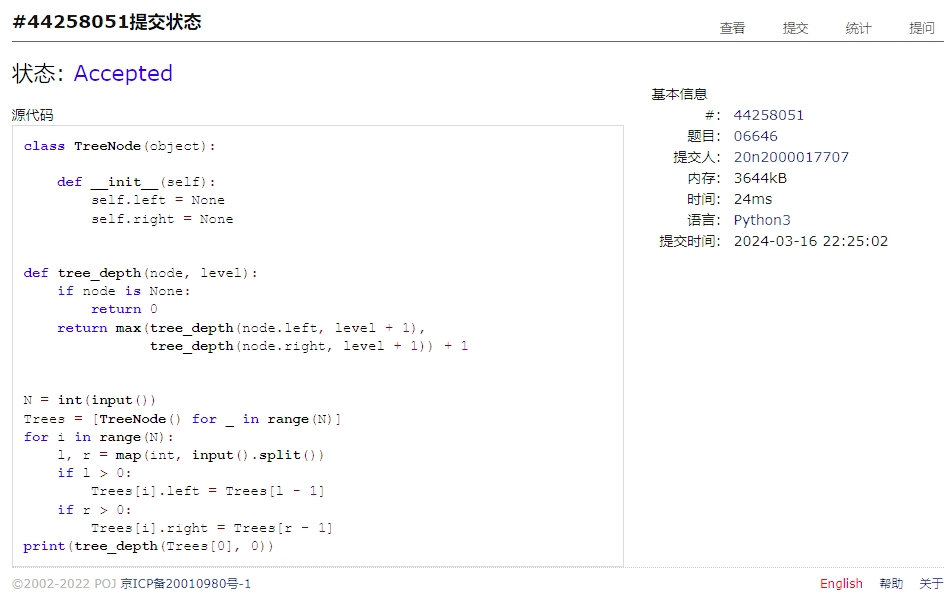 #44258051提交状态
查看 提交 统计 提问
状态: Accepted
源代码
class TreeNode(object):
    def __init__(self):
        self.left = None
        self.right = None
def tree_depth(node, level):
    if node is None:
        return 0
    return max(tree_depth(node.left, level + 1),
               tree_depth(node.right, level + 1)) + 1
N = int(input())
Trees = [TreeNode() for _ in range(N)]
for i in range(N):
    l, r = map(int, input().split())
    if l > 0:
        Trees[i].left = Trees[l - 1]
    if r > 0:
        Trees[i].right = Trees[r - 1]
print(tree_depth(Trees[0], 0))
基本信息
#: 44258051
题目: 06646
提交人: 20n2000017707
内存: 3644kB
时间: 24ms
语言: Python3
提交时间: 2024-03-16 22:25:02
©2002-2022 POJ 京ICP备20010980号-1
English 帮助 关于